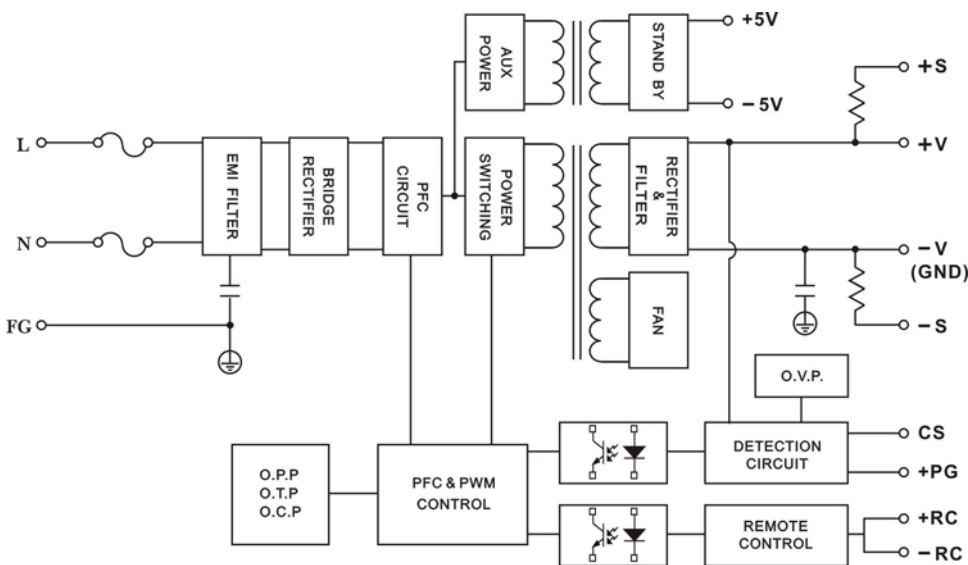 AUX
POWER
STAND BY
+5V
−5V
+S
L
+V
EMI FILTER
BRIDGE
RECTIFIER
PFC
CIRCUIT
POWER
SWITCHING
RECTIFIER
&
FILTER
N
−V
(GND)
FG
FAN
−S
O.V.P.
O.P.P
O.T.P
O.C.P
PFC & PWM
CONTROL
DETECTION
CIRCUIT
CS
+PG
REMOTE
CONTROL
+RC
−RC